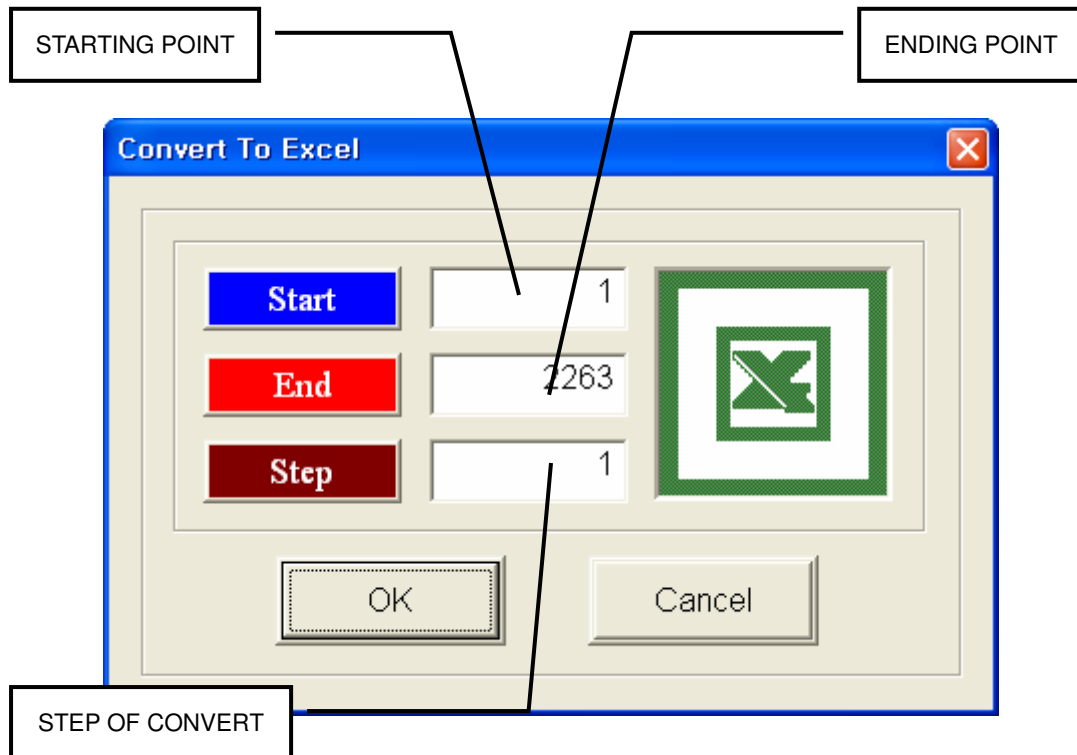 STARTING POINT
ENDING POINT
Convert To Excel
Start
1
End
2263
Step
1
OK
Cancel
STEP OF CONVERT